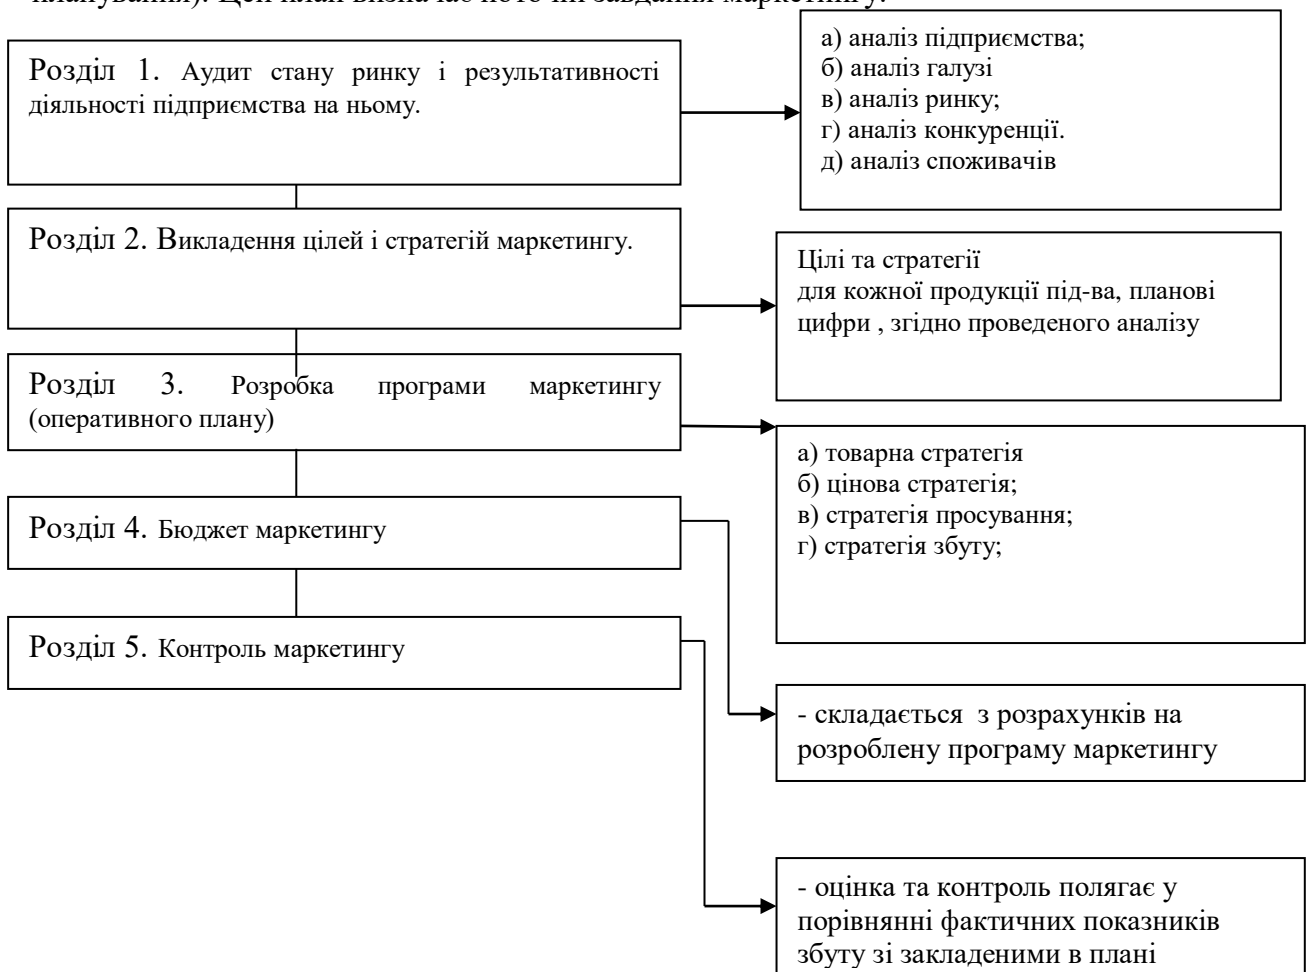 планування). Цей план визначає поточні завдання маркетингу.
Розділ 1. Аудит стану ринку і результативності
діяльності підприємства на ньому.
а) аналіз підприємства;
б) аналіз галузі
в) аналіз ринку;
г) аналіз конкуренції.
д) аналіз споживачів
Розділ 2. Викладення цілей і стратегій маркетингу.
Цілі та стратегії
для кожної продукції під-ва, планові
цифри , згідно проведеного аналізу
Розділ 3. Розробка програми маркетингу
(оперативного плану)
а) товарна стратегія
б) цінова стратегія;
в) стратегія просування;
г) стратегія збуту;
Розділ 4. Бюджет маркетингу
Розділ 5. Контроль маркетингу
- складається з розрахунків на
розроблену програму маркетингу
- оцінка та контроль полягає у
порівнянні фактичних показників
збуту зі закладеними в плані